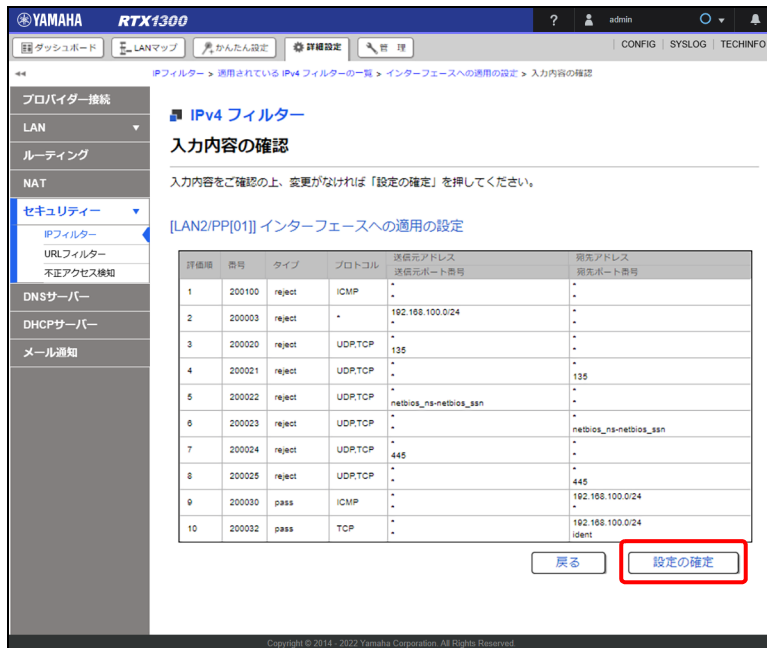 YAMAHA RTX1300 ? admin
ダッシュボード LANマップ かんたん設定 詳細設定 管 理 CONFIG SYSLOG TECHINFO
IPフィルター > 適用されている IPv4 フィルターの一覧 > インターフェースへの適用の設定 > 入力内容の確認
プロバイダー接続
LAN
ルーティング
NAT
セキュリティー
IPフィルター
URLフィルター
不正アクセス検知
DNSサーバー
DHCPサーバー
メール通知
IPv4 フィルター
入力内容の確認
入力内容をご確認の上、変更がなければ「設定の確定」を押してください。
[LAN2/PP[01]] インターフェースへの適用の設定
評価順 番号 タイプ プロトコル 送信元アドレス 宛先アドレス
送信元ポート番号 宛先ポート番号
1 200100 reject ICMP * *
* *
2 200003 reject * 192.168.100.0/24 *
* *
3 200020 reject UDP,TCP * *
135 *
4 200021 reject UDP,TCP * *
* 135
5 200022 reject UDP,TCP * *
netbios_ns-netbios_ssn *
6 200023 reject UDP,TCP * *
* netbios_ns-netbios_ssn
7 200024 reject UDP,TCP * *
445 *
8 200025 reject UDP,TCP * *
* 445
9 200030 pass ICMP * 192.168.100.0/24
* *
10 200032 pass TCP * 192.168.100.0/24
* ident
戻る 設定の確定
Copyright © 2014 - 2022 Yamaha Corporation. All Rights Reserved.